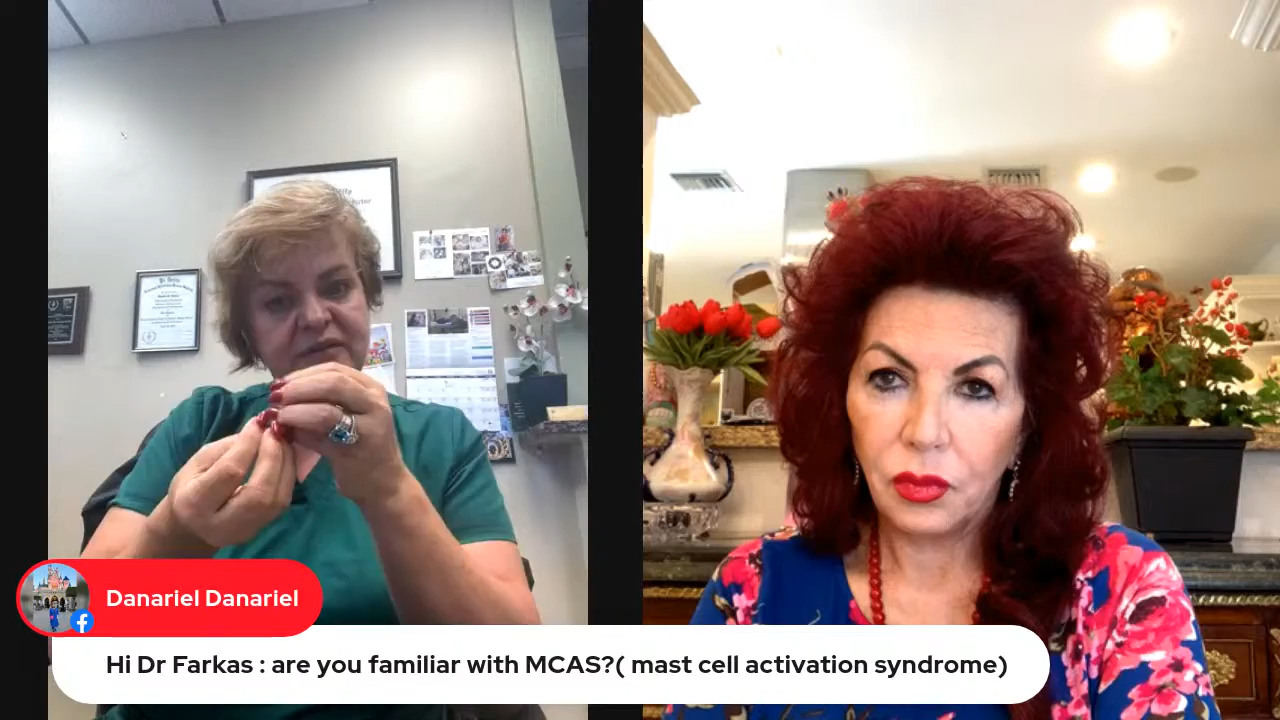 Danariel Danariel
Hi Dr Farkas : are you familiar with MCAS?( mast cell activation syndrome)